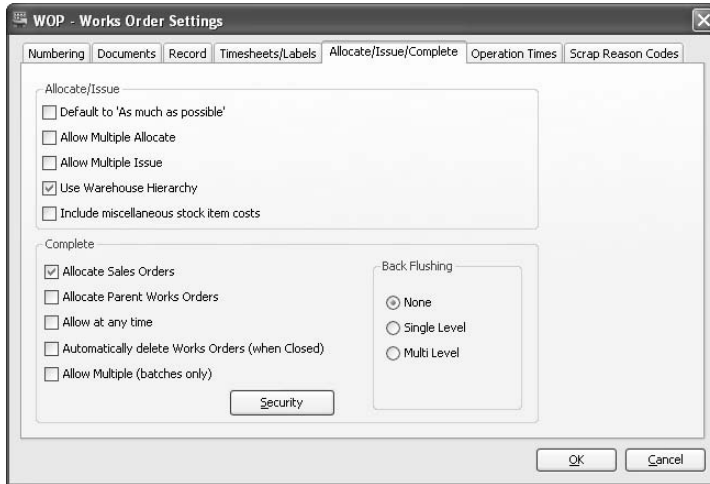 WOP - Works Order Settings
Numbering Documents Record Timesheets/Labels Allocate/Issue/Complete Operation Times Scrap Reason Codes
Allocate/Issue
Default to 'As much as possible'
Allow Multiple Allocate
Allow Multiple Issue
Use Warehouse Hierarchy
Include miscellaneous stock item costs
Complete
Allocate Sales Orders
Allocate Parent Works Orders
Allow at any time
Automatically delete Works Orders (when Closed)
Allow Multiple (batches only)
Security
Back Flushing
None
Single Level
Multi Level
OK Cancel